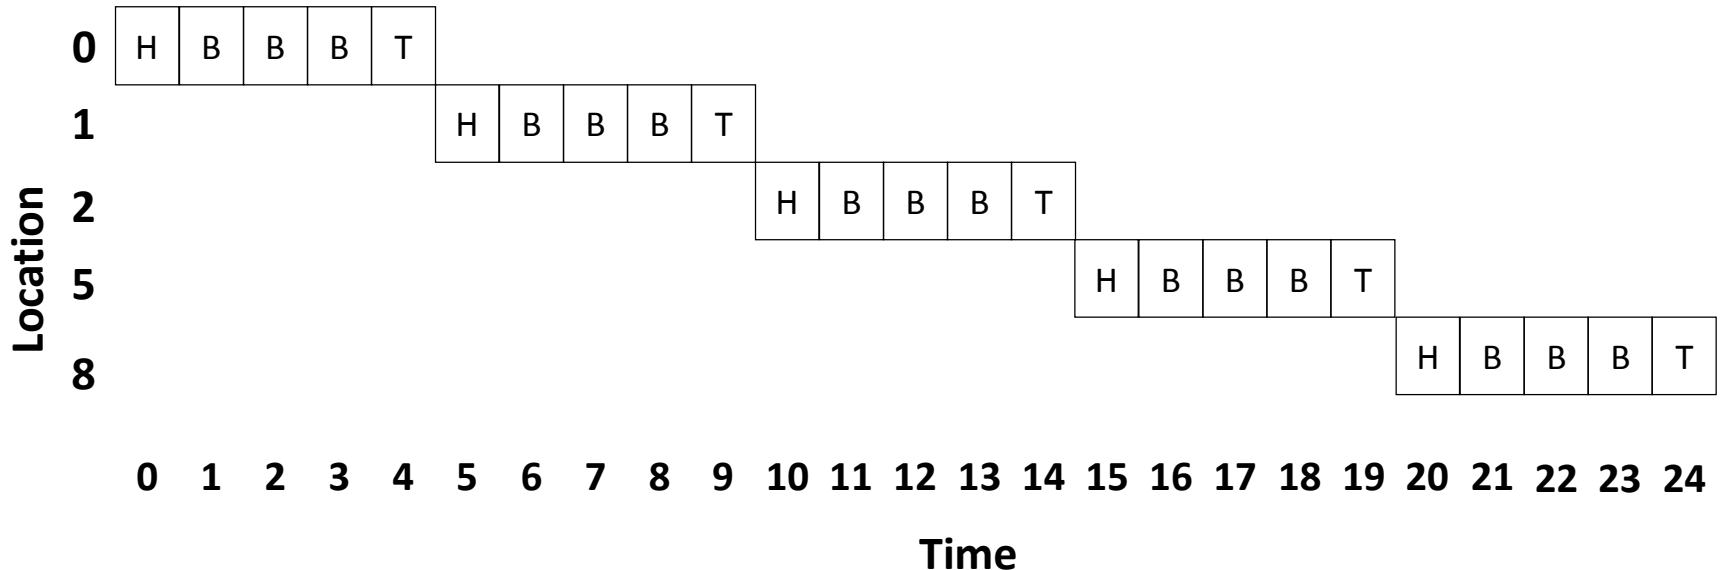 0 H B B B T
1 H B B B T
2 H B B B T
5 H B B B T
8 H B B B T
Location
0 1 2 3 4 5 6 7 8 9 10 11 12 13 14 15 16 17 18 19 20 21 22 23 24
Time